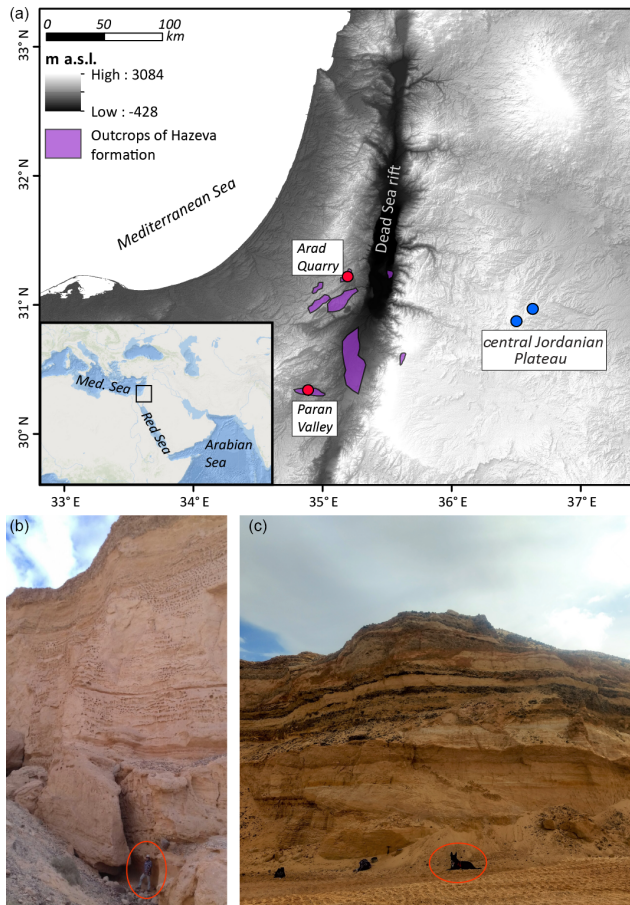 (a)
0 50 100
km
m a.s.l.
High : 3084
Low : -428
Outcrops of Hazeva
formation
Mediterranean Sea
Dead Sea rift
Arad
Quarry
central Jordanian
Plateau
Paran
Valley
Med. Sea
Red Sea
Arabian
Sea
33° N
32° N
31° N
30° N
33° E
34° E
35° E
36° E
37° E
(b)
(c)